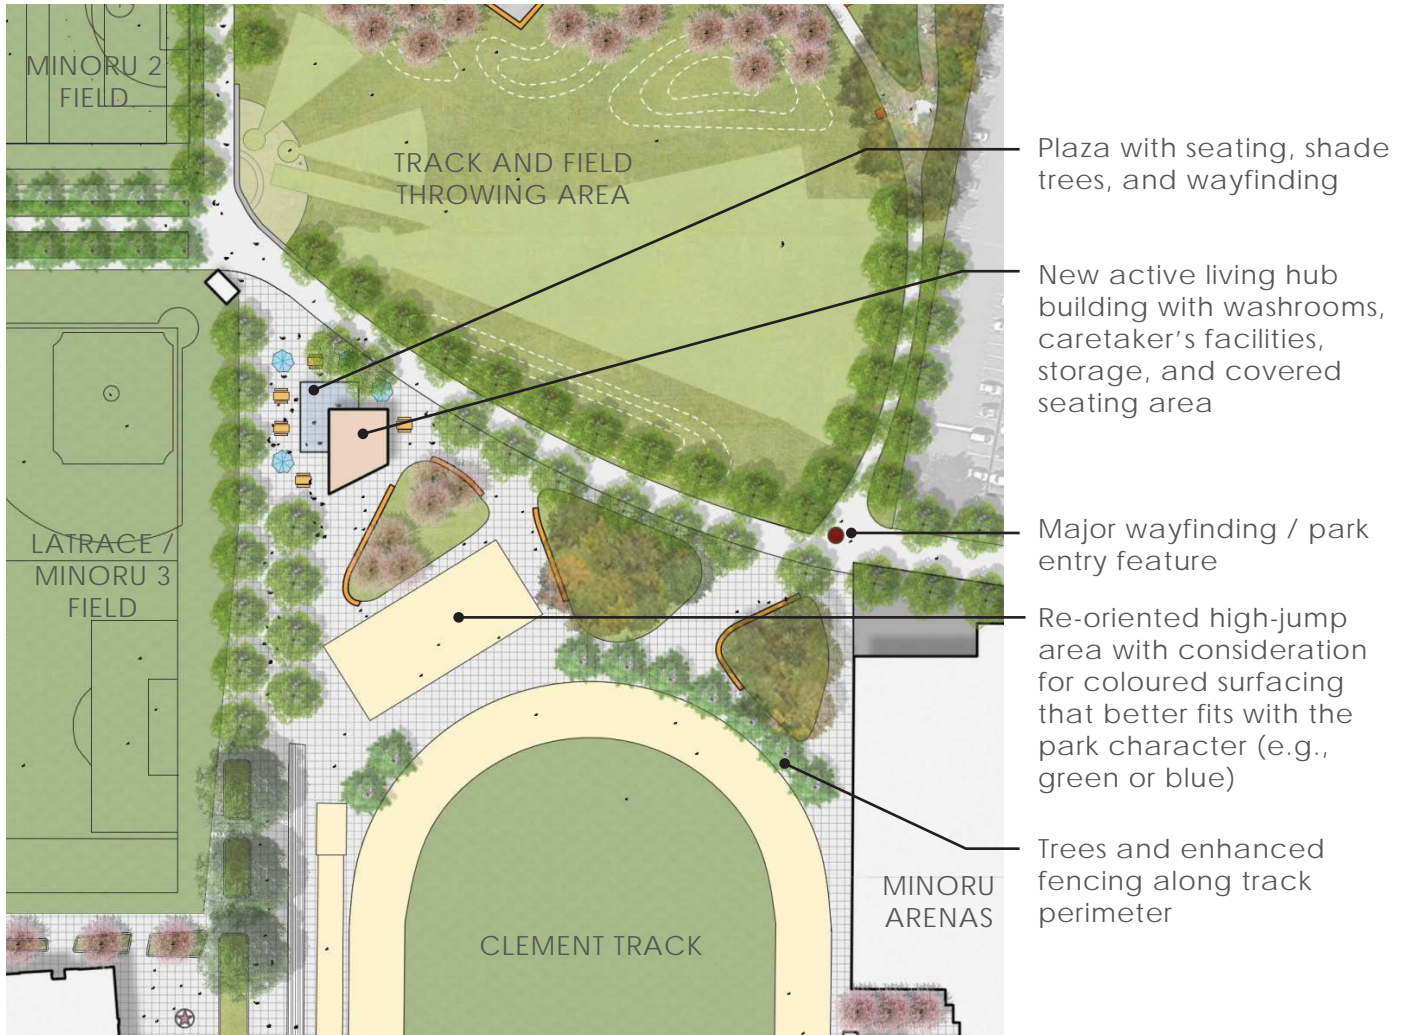 MINORU 2
FIELD
TRACK AND FIELD
THROWING AREA
Plaza with seating, shade
trees, and wayfinding
New active living hub
building with washrooms,
caretaker’s facilities,
storage, and covered
seating area
LATRACE /
MINORU 3
FIELD
Major wayfinding / park
entry feature
Re-oriented high-jump
area with consideration
for coloured surfacing
that better fits with the
park character (e.g.,
green or blue)
Trees and enhanced
fencing along track
perimeter
MINORU
ARENAS
CLEMENT TRACK